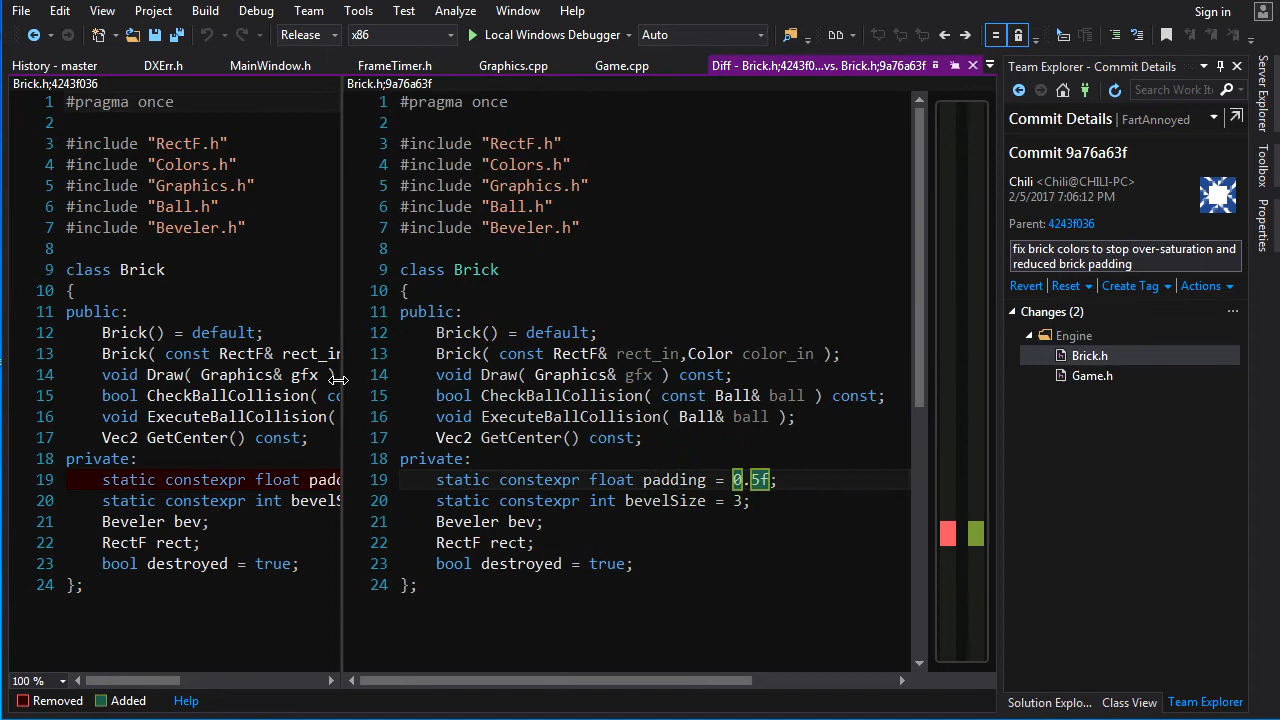 File Edit View Project Build Debug Team Tools Test Analyze Window Help Sign in
Release x86 Local Windows Debugger Auto
History - master DXErr.h MainWindow.h FrameTimer.h Graphics.cpp Game.cpp Diff - Brick.h;4243f0...vs. Brick.h;9a76a63f
Brick.h;4243f036
1 #pragma once
2
3 #include "RectF.h"
4 #include "Colors.h"
5 #include "Graphics.h"
6 #include "Ball.h"
7 #include "Beveler.h"
8
9 class Brick
10 {
11 public:
12 Brick() = default;
13 Brick( const RectF& rect_in
14 void Draw( Graphics& gfx )
15 bool CheckBallCollision( co
16 void ExecuteBallCollision(
17 Vec2 GetCenter() const;
18 private:
19 static constexpr float padd
20 static constexpr int bevelS
21 Beveler bev;
22 RectF rect;
23 bool destroyed = true;
24 };
100 %
Brick.h;9a76a63f
1 #pragma once
2
3 #include "RectF.h"
4 #include "Colors.h"
5 #include "Graphics.h"
6 #include "Ball.h"
7 #include "Beveler.h"
8
9 class Brick
10 {
11 public:
12 Brick() = default;
13 Brick( const RectF& rect_in,Color color_in );
14 void Draw( Graphics& gfx ) const;
15 bool CheckBallCollision( const Ball& ball ) const;
16 void ExecuteBallCollision( Ball& ball );
17 Vec2 GetCenter() const;
18 private:
19 static constexpr float padding = 0.5f;
20 static constexpr int bevelSize = 3;
21 Beveler bev;
22 RectF rect;
23 bool destroyed = true;
24 };
Removed Added Help
Team Explorer - Commit Details
Search Work Ite
Commit Details FartAnnoyed
Commit 9a76a63f
Chili <Chili@CHILI-PC>
2/5/2017 7:06:12 PM
Parent: 4243f036
fix brick colors to stop over-saturation and
reduced brick padding
Revert Reset Create Tag Actions
Changes (2)
Engine
Brick.h
Game.h
Solution Explo... Class View Team Explorer
Server Explorer
Toolbox
Properties